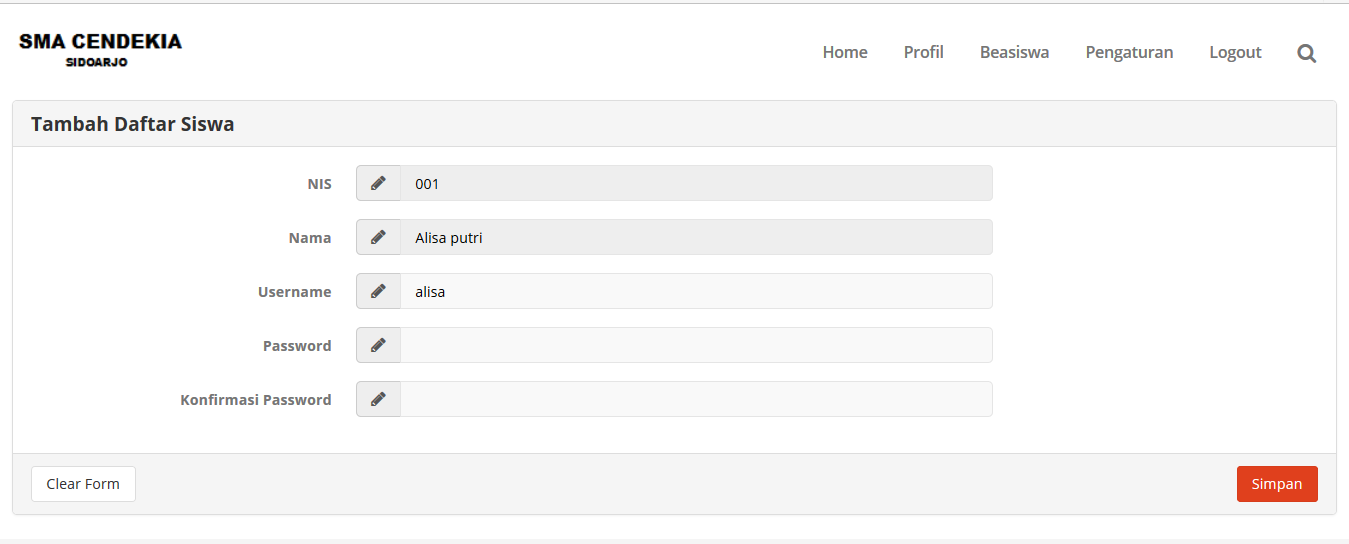 SMA CENDEKIA
SIDOARJO
Home Profil Beasiswa Pengaturan Logout
Tambah Daftar Siswa
NIS 001
Nama Alisa putri
Username alisa
Password
Konfirmasi Password
Clear Form Simpan